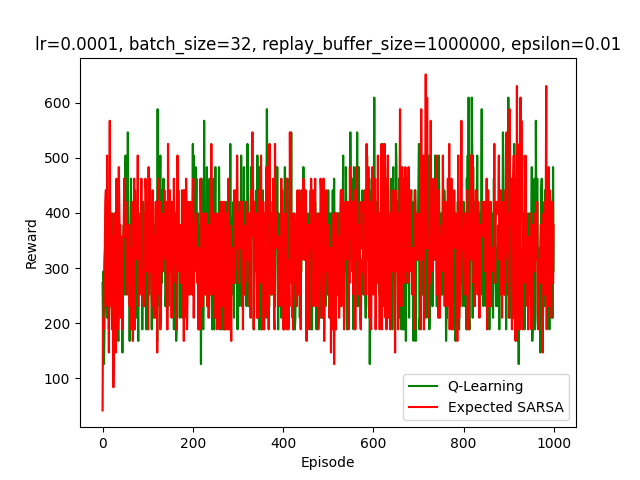 lr=0.0001, batch_size=32, replay_buffer_size=1000000, epsilon=0.01
600
500
400
300
200
100
Reward
0
200
400
600
800
1000
Episode
Q-Learning
Expected SARSA